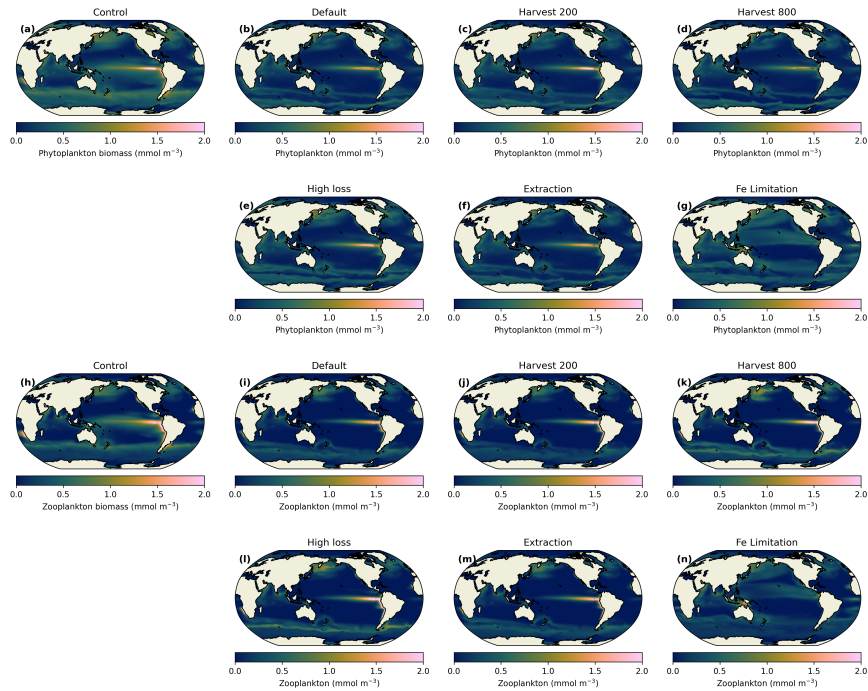 Control Default Harvest 200 Harvest 800
(a) (b) (c) (d)
0.0 0.5 1.0 1.5 2.0 0.0 0.5 1.0 1.5 2.0 0.0 0.5 1.0 1.5 2.0 0.0 0.5 1.0 1.5 2.0
Phytoplankton biomass (mmol m⁻³) Phytoplankton (mmol m⁻³) Phytoplankton (mmol m⁻³) Phytoplankton (mmol m⁻³)
High loss Extraction Fe Limitation
(e) (f) (g)
0.0 0.5 1.0 1.5 2.0 0.0 0.5 1.0 1.5 2.0 0.0 0.5 1.0 1.5 2.0
Phytoplankton (mmol m⁻³) Phytoplankton (mmol m⁻³) Phytoplankton (mmol m⁻³)
Control Default Harvest 200 Harvest 800
(h) (i) (j) (k)
0.0 0.5 1.0 1.5 2.0 0.0 0.5 1.0 1.5 2.0 0.0 0.5 1.0 1.5 2.0 0.0 0.5 1.0 1.5 2.0
Zooplankton biomass (mmol m⁻³) Zooplankton (mmol m⁻³) Zooplankton (mmol m⁻³) Zooplankton (mmol m⁻³)
High loss Extraction Fe Limitation
(l) (m) (n)
0.0 0.5 1.0 1.5 2.0 0.0 0.5 1.0 1.5 2.0 0.0 0.5 1.0 1.5 2.0
Zooplankton (mmol m⁻³) Zooplankton (mmol m⁻³) Zooplankton (mmol m⁻³)